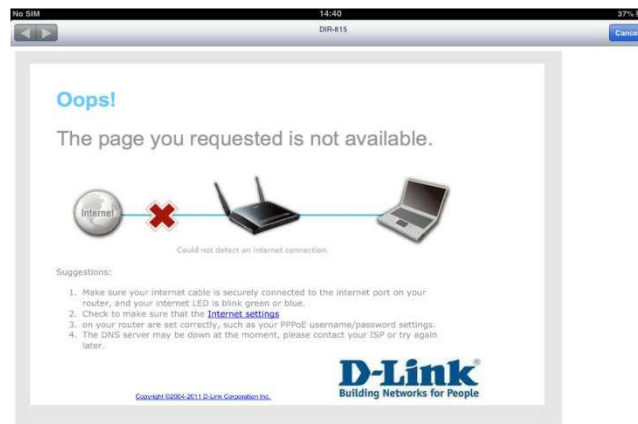 No SIM 14:40 37%
DIR-815
Cancel
Oops!
The page you requested is not available.
Internet
Could not detect an internet connection.
Suggestions:
1. Make sure your internet cable is securely connected to the internet port on your
router, and your internet LED is blink green or blue.
2. Check to make sure that the Internet settings
3. on your router are set correctly, such as your PPPoE username/password settings.
4. The DNS server may be down at the moment, please contact your ISP or try again
later.
D-Link®
Building Networks for People
Copyright ©2004-2011 D-Link Corporation Inc.